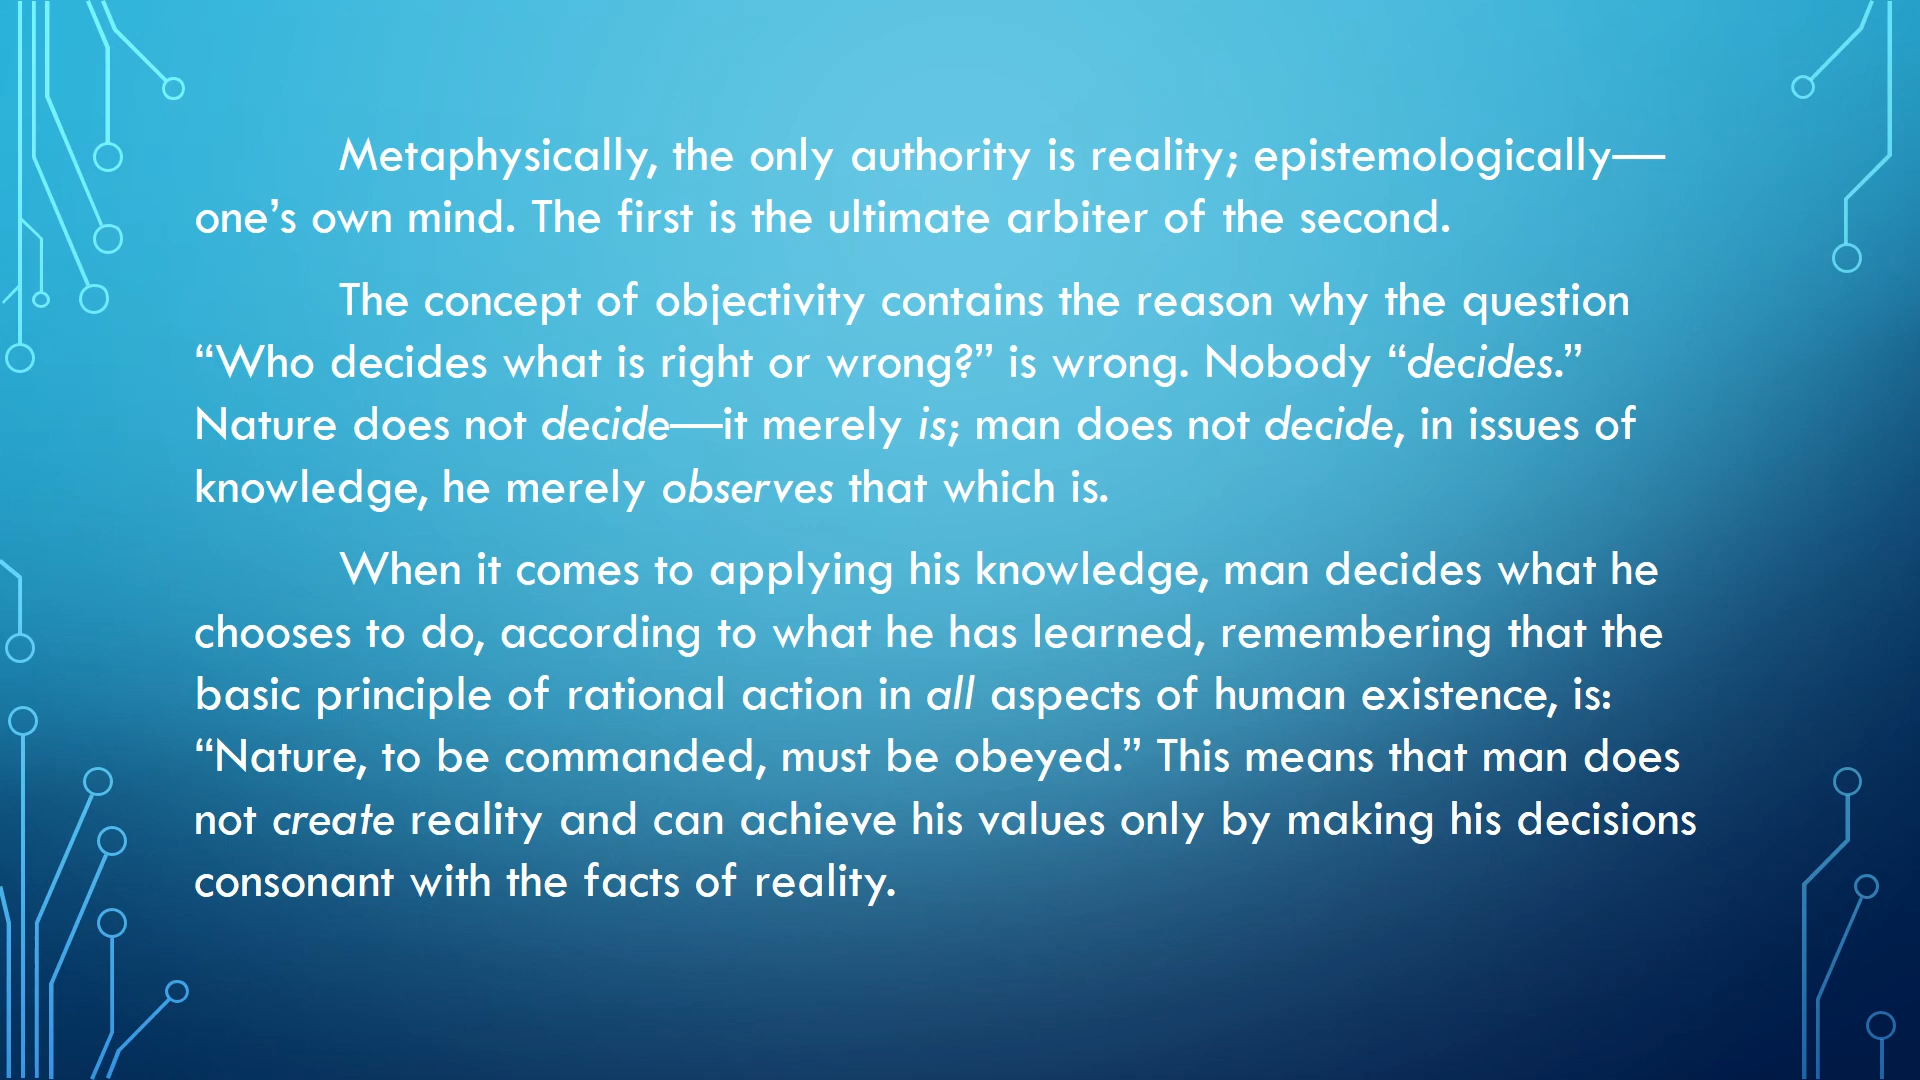 Metaphysically, the only authority is reality; epistemologically—
one’s own mind. The first is the ultimate arbiter of the second.
The concept of objectivity contains the reason why the question
“Who decides what is right or wrong?” is wrong. Nobody “decides.”
Nature does not decide—it merely is; man does not decide, in issues of
knowledge, he merely observes that which is.
When it comes to applying his knowledge, man decides what he
chooses to do, according to what he has learned, remembering that the
basic principle of rational action in all aspects of human existence, is:
“Nature, to be commanded, must be obeyed.” This means that man does
not create reality and can achieve his values only by making his decisions
consonant with the facts of reality.